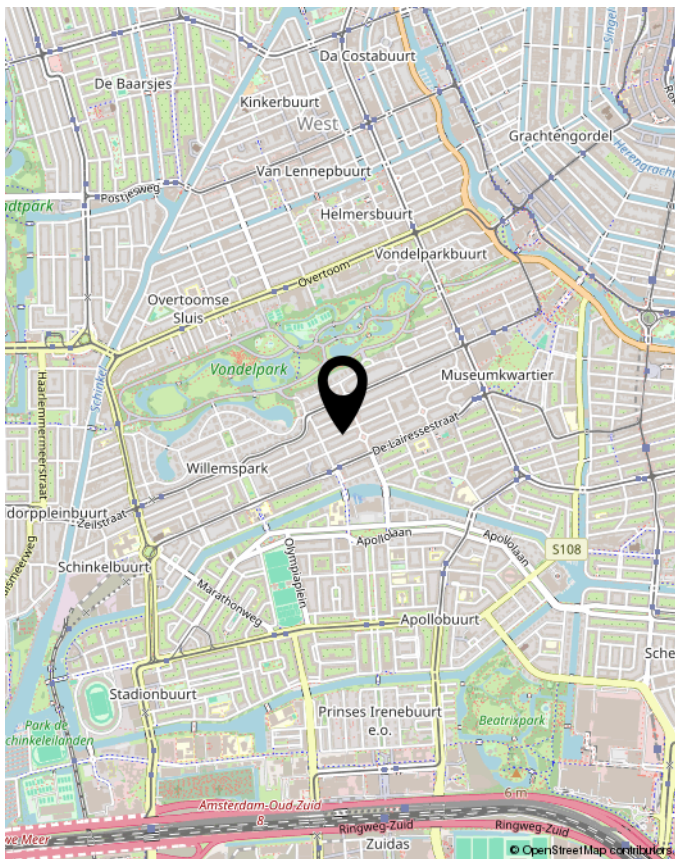 Da Costabuurt
De Baarsjes
Kinkerbuurt
West
Singel
Grachtengordel
Herengracht
Van Lennepbuurt
Postjesweg
Helmersbuurt
Vondelparkbuurt
Overtoom
Overtoomse
Sluis
Schinkel
Haarlemmermeerstraat
Vondelpark
Museumkwartier
De Lairessestraat
Willemspark
Zeilstraat
Apollolaan
Apollolaan
S108
Schinkelbuurt
Olympiaplein
Marathonweg
Apollobuurt
Stadionbuurt
Prinses Irenebuurt
e.o.
Beatrixpark
Park de
6 m
Amsterdam-Oud Zuid
8
Ringweg-Zuid
Ringweg-Zuid
Zuidas
© OpenStreetMap contributors